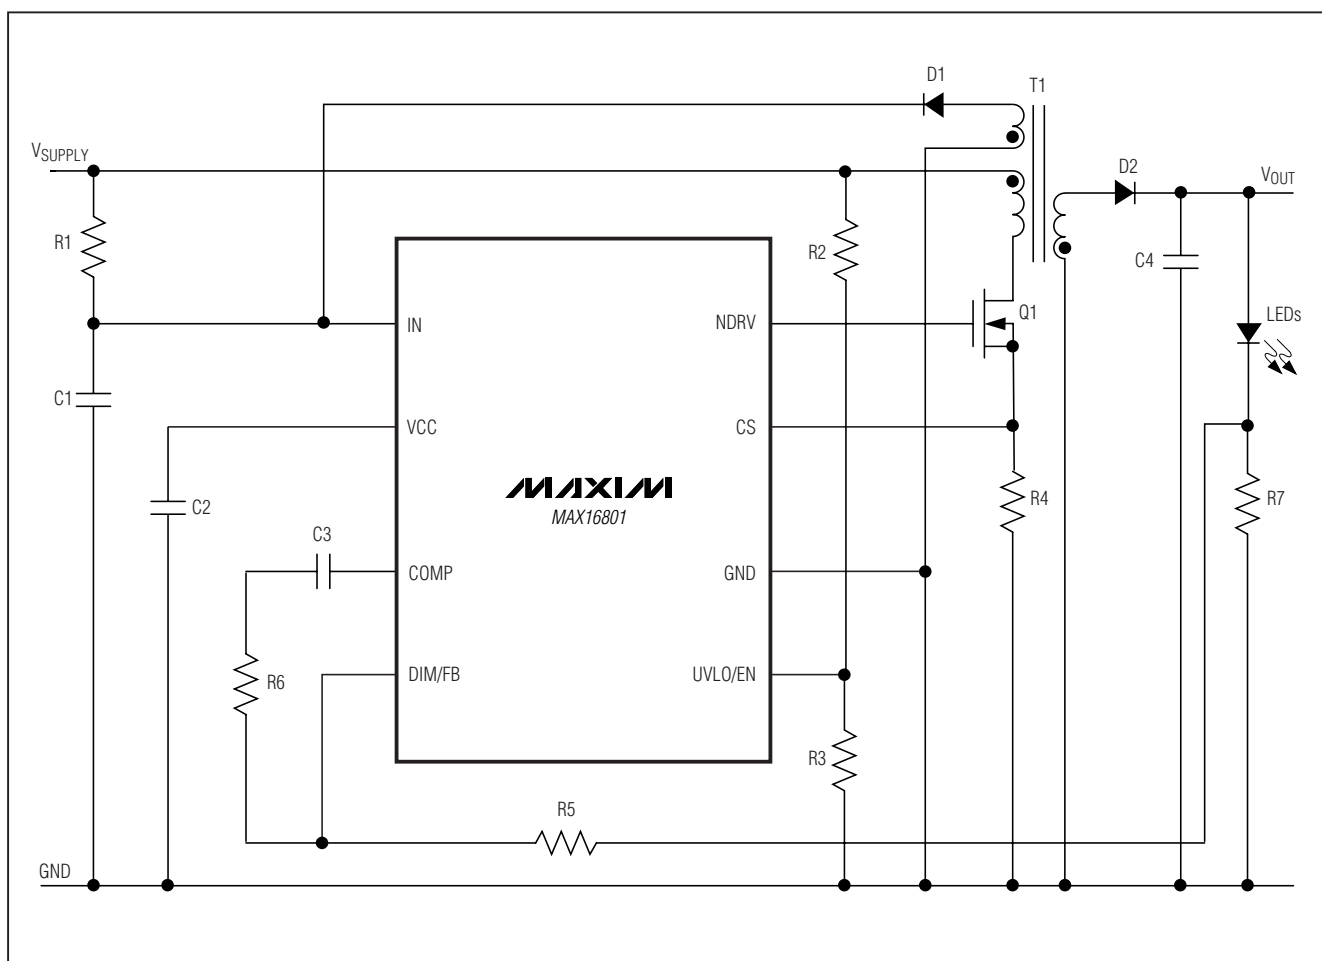 D1
T1
VSUPPLY
D2
VOUT
R1
R2
C4
IN
NDRV
Q1
LEDs
C1
VCC
CS
MAXIM
MAX16801
R4
R7
C2
C3
COMP
GND
R6
DIM/FB
UVLO/EN
R3
R5
GND